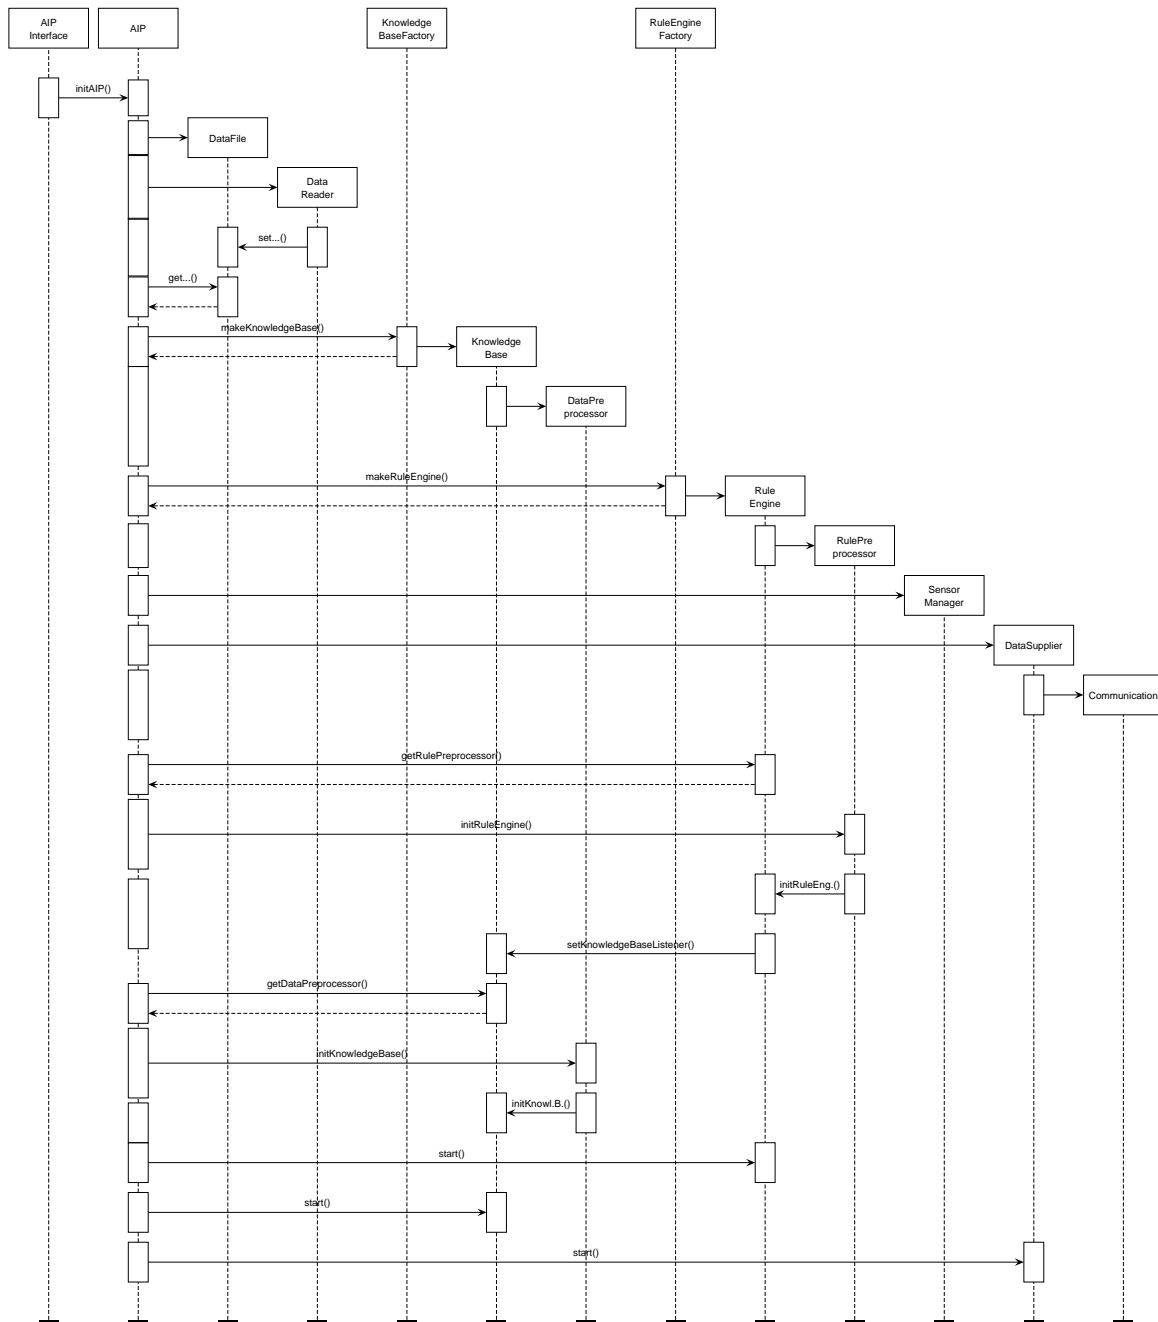 AIP
Interface
AIP
Knowledge
BaseFactory
RuleEngine
Factory
initAIP()
DataFile
Data
Reader
set...()
get...()
makeKnowledgeBase()
Knowledge
Base
DataPre
processor
makeRuleEngine()
Rule
Engine
RulePre
processor
Sensor
Manager
DataSupplier
Communication
getRulePreprocessor()
initRuleEngine()
initRuleEng.()
setKnowledgeBaseListener()
getDataPreprocessor()
initKnowledgeBase()
initKnowl.B.()
start()
start()
start()